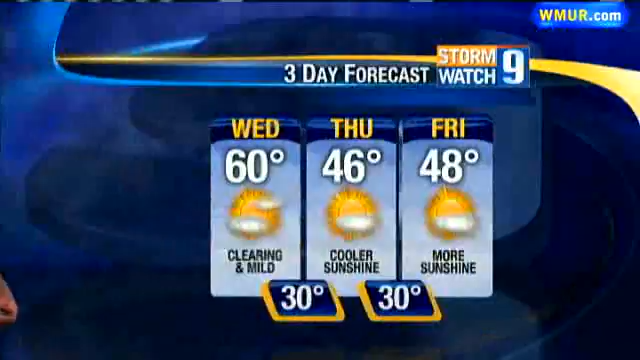 WMUR.com
3 DAY FORECAST STORM WATCH 9
WED THU FRI
60° 46° 48°
CLEARING & MILD
COOLER SUNSHINE
MORE SUNSHINE
30° 30°